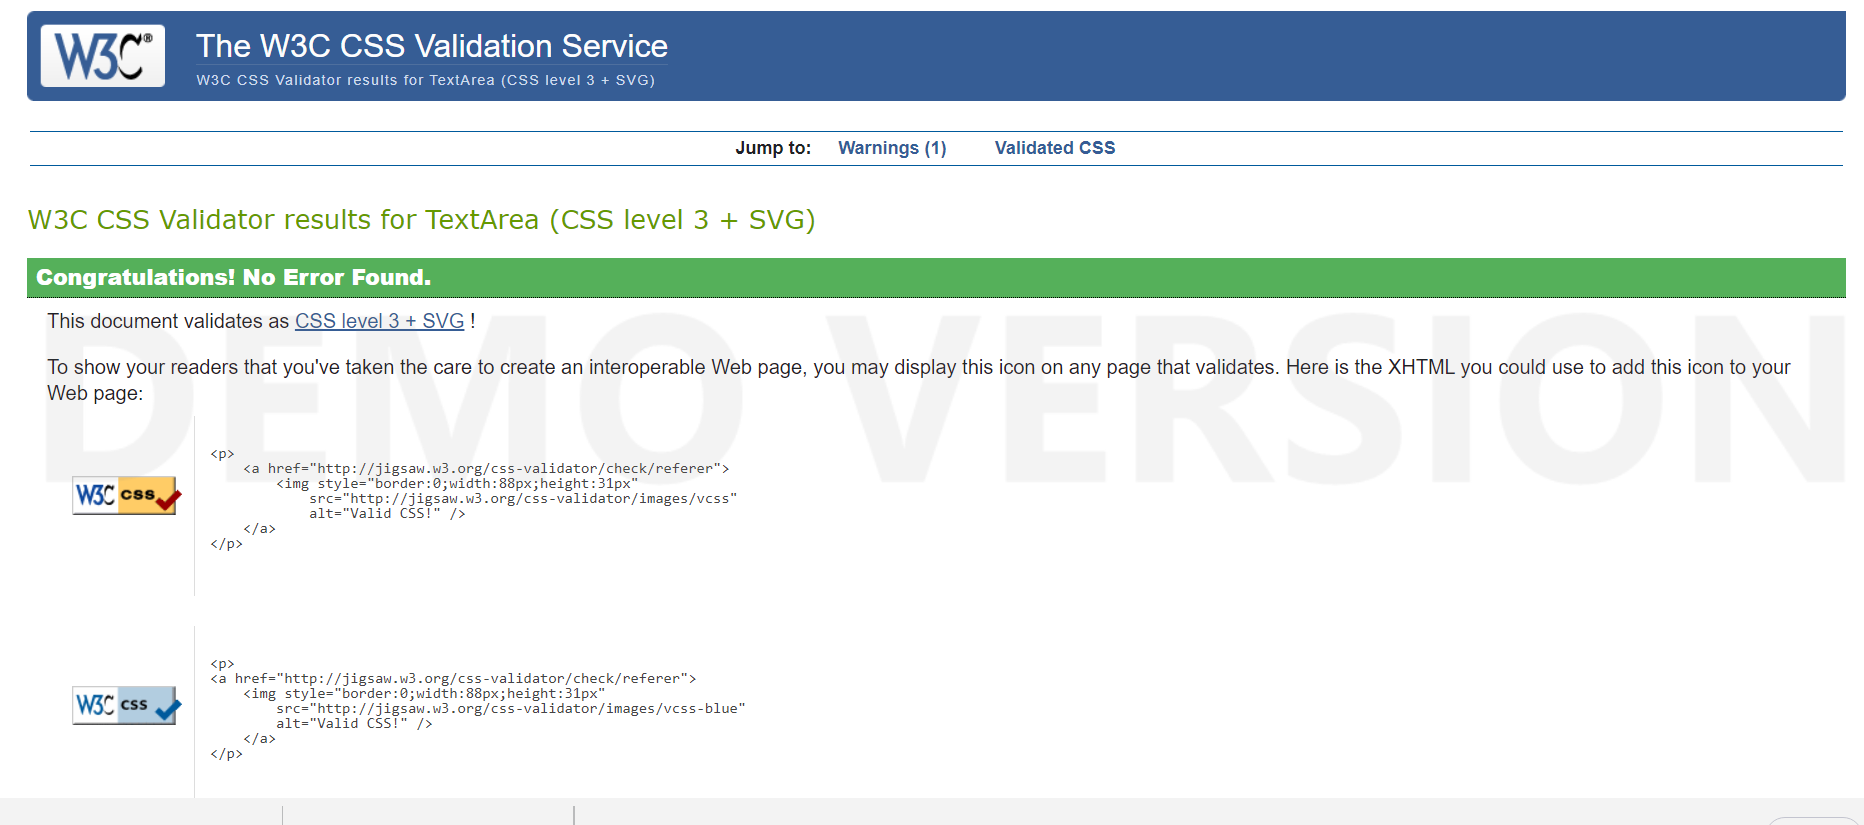 W3C®
The W3C CSS Validation Service
W3C CSS Validator results for TextArea (CSS level 3 + SVG)
Jump to: Warnings (1) Validated CSS
W3C CSS Validator results for TextArea (CSS level 3 + SVG)
Congratulations! No Error Found.
This document validates as CSS level 3 + SVG !
DEMO VERSION
To show your readers that you've taken the care to create an interoperable Web page, you may display this icon on any page that validates. Here is the XHTML you could use to add this icon to your
Web page:
W3C css
<p>
<a href="http://jigsaw.w3.org/css-validator/check/referer">
<img style="border:0;width:88px;height:31px"
src="http://jigsaw.w3.org/css-validator/images/vcss"
alt="Valid CSS!" />
</a>
</p>
W3C css
<p>
<a href="http://jigsaw.w3.org/css-validator/check/referer">
<img style="border:0;width:88px;height:31px"
src="http://jigsaw.w3.org/css-validator/images/vcss-blue"
alt="Valid CSS!" />
</a>
</p>